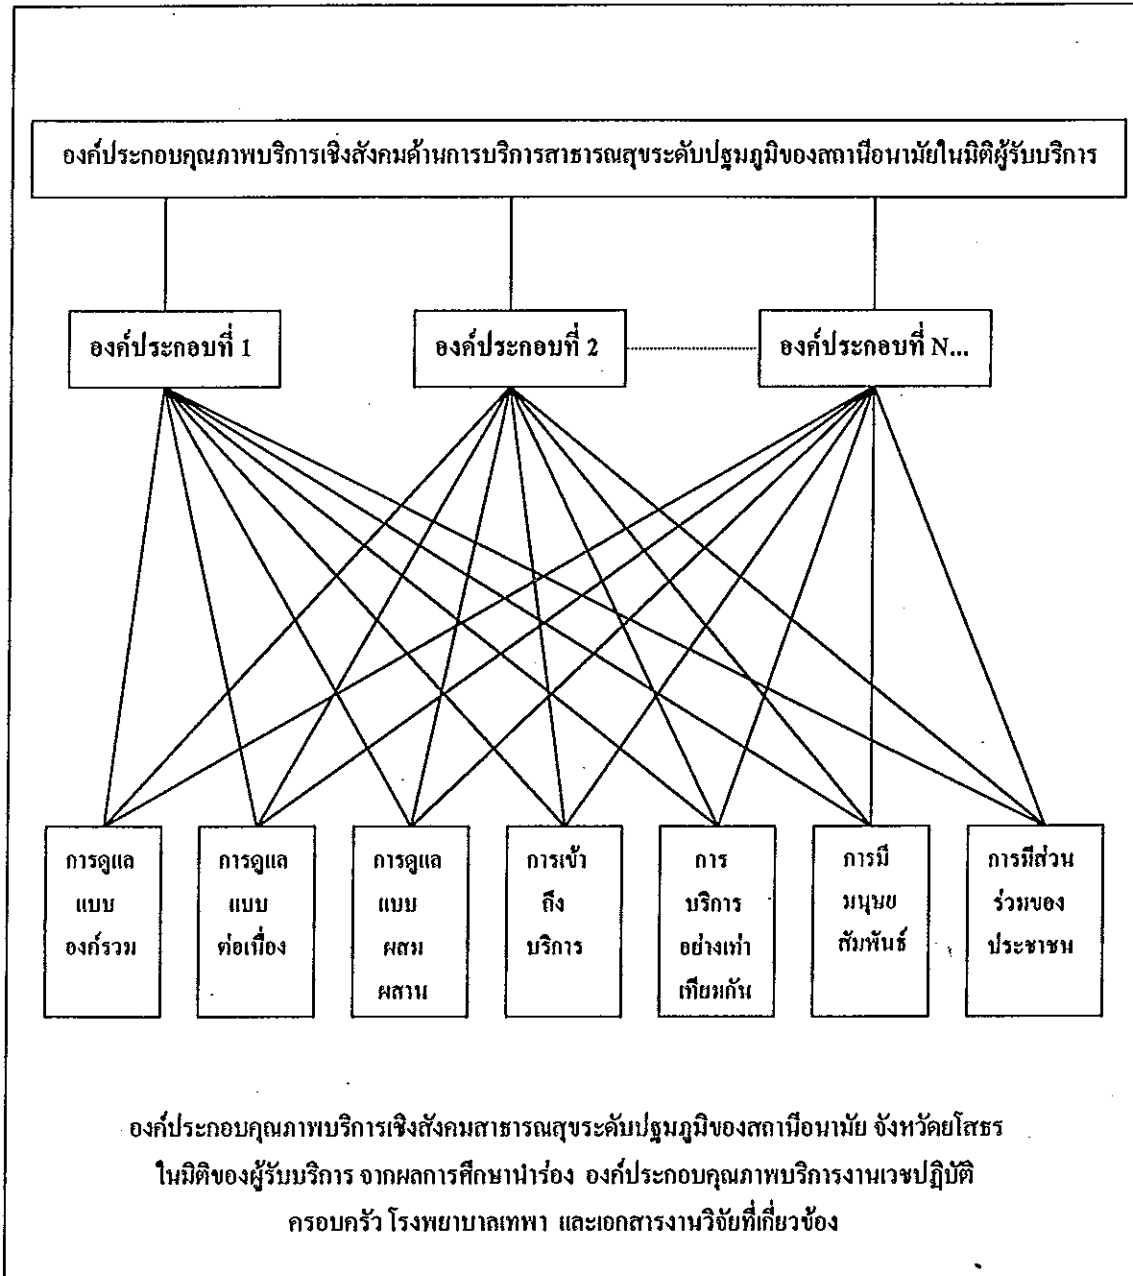 องค์ประกอบคุณภาพบริการเชิงสังคมด้านการบริการสาธารณสุขระดับปฐมภูมิของสถานีอนามัยในมิติผู้รับบริการ
องค์ประกอบที่ 1
องค์ประกอบที่ 2
องค์ประกอบที่ N...
การดูแล
แบบ
องค์รวม
การดูแล
แบบ
ต่อเนื่อง
การดูแล
แบบ
ผสม
ผสาน
การเข้า
ถึง
บริการ
การ
บริการ
อย่างเท่า
เทียมกัน
การมี
มนุษย
สัมพันธ์
การมีส่วน
ร่วมของ
ประชาชน
องค์ประกอบคุณภาพบริการเชิงสังคมสาธารณสุขระดับปฐมภูมิของสถานีอนามัย จังหวัดยโสธร
ในมิติของผู้รับบริการ จากผลการศึกษานำร่อง องค์ประกอบคุณภาพบริการงานเวชปฏิบัติ
ครอบครัว โรงพยาบาลเทพา และเอกสารงานวิจัยที่เกี่ยวข้อง